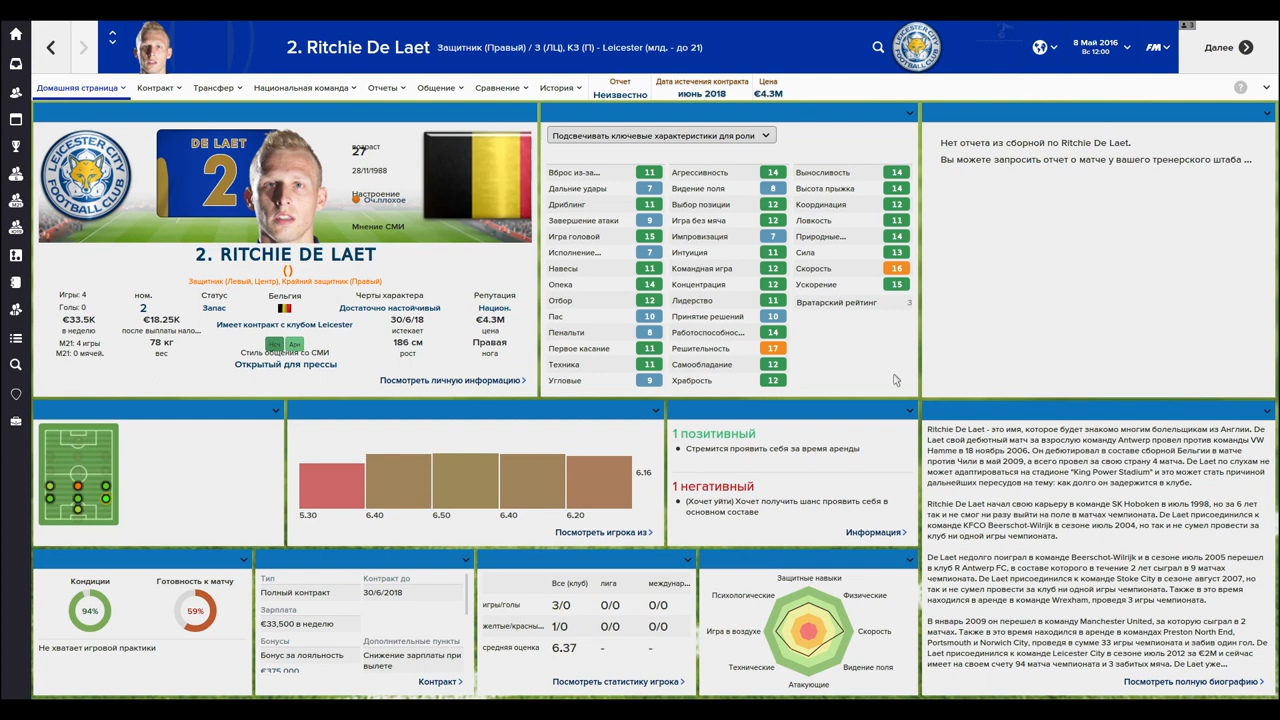 3
2. Ritchie De Laet
Защитник (Правый) / З (ЛЦ), КЗ (П) - Leicester (млд. - до 21)
LEICESTER CITY
FOOTBALL CLUB
8 Май 2016
Вс 12:00
FM
Далее
Домашняя страница
Контракт
Трансфер
Национальная команда
Отчеты
Общение
Сравнение
История
Отчет
Неизвестно
Дата истечения контракта
июнь 2018
Цена
€4.3M
?
LEICESTER CITY
FOOTBALL CLUB
DE LAET
2
возраст
27
28/11/1988
Настроение
Оч.плохое
Мнение СМИ
2. RITCHIE DE LAET
()
Защитник (Левый, Центр), Крайний защитник (Правый)
Игры: 4
Голы: 0
ном.
2
Статус
Запас
Бельгия
Черты характера
Достаточно настойчивый
Репутация
Национ.
€33.5K
в неделю
€18.25K
после выплаты нало...
Имеет контракт с клубом Leicester
30/6/18
истекает
€4.3M
цена
M21: 4 игры
M21: 0 мячей.
78 кг
вес
Нсч
Арн
Стиль общения со СМИ
Открытый для прессы
186 см
рост
Правая
нога
Посмотреть личную информацию
Подсвечивать ключевые характеристики для роли
Вброс из-за... 11
Дальние удары 7
Дриблинг 11
Завершение атаки 9
Игра головой 15
Исполнение... 7
Навесы 11
Опека 14
Отбор 12
Пас 10
Пенальти 8
Первое касание 11
Техника 11
Угловые 9
Агрессивность 14
Видение поля 8
Выбор позиции 12
Игра без мяча 12
Импровизация 7
Интуиция 11
Командная игра 12
Концентрация 12
Лидерство 11
Принятие решений 10
Работоспособнос... 14
Решительность 17
Самообладание 12
Храбрость 12
Выносливость 14
Высота прыжка 14
Координация 12
Ловкость 11
Природные... 14
Сила 13
Скорость 16
Ускорение 15
Вратарский рейтинг 3
Нет отчета из сборной по Ritchie De Laet.
Вы можете запросить отчет о матче у вашего тренерского штаба ...
5.30
6.40
6.50
6.40
6.20
6.16
Посмотреть игрока из
1 позитивный
Стремится проявить себя за время аренды
1 негативный
(Хочет уйти) Хочет получить шанс проявить себя в
основном составе
Информация
Ritchie De Laet - это имя, которое будет знакомо многим болельщикам из Англии. De
Laet свой дебютный матч за взрослую команду Antwerp провел против команды VW
Hamme в 18 ноябрь 2006. Он дебютировал в составе сборной Бельгии в матче
против Чили в май 2009, а всего провел за свою страну 4 матча. De Laet по слухам не
может адаптироваться на стадионе "King Power Stadium" и это может стать причиной
дальнейших пересудов на тему: как долго он задержится в клубе.
Ritchie De Laet начал свою карьеру в команде SK Hoboken в июль 1998, но за 6 лет
так и не смог ни разу выйти на поле в матчах чемпионата. De Laet присоединился к
команде KFCO Beerschot-Wilrijk в сезоне июль 2004, но так и не сумел провести за
клуб ни одной игры чемпионата.
De Laet недолго поиграл в команде Beerschot-Wilrijk и в сезоне июль 2005 перешел
в клуб R Antwerp FC, в составе которого в течение 2 лет сыграл в 9 матчах
чемпионата. De Laet присоединился к команде Stoke City в сезоне август 2007, но
так и не сумел провести за клуб ни одной игры чемпионата. Также в это время
находился в аренде в команде Wrexham, проведя 3 игры чемпионата.
В январь 2009 он перешел в команду Manchester United, за которую сыграл в 2
матчах. Также в это время находился в аренде в командах Preston North End,
Portsmouth и Norwich City, проведя в сумме 33 игры чемпионата и забив один гол. De
Laet присоединился к команде Leicester City в сезоне июль 2012 за €2M и сейчас
имеет на своем счету 94 матча чемпионата и 3 забитых мяча. De Laet уже...
Посмотреть полную биографию
Кондиции
94%
Готовность к матчу
59%
Не хватает игровой практики
Тип
Полный контракт
Контракт до
30/6/2018
Зарплата
€33,500 в неделю
Бонусы
Бонус за лояльность
€375,000
Дополнительные пункты
Снижение зарплаты при
вылете
Контракт
Все (клуб) лига междунар...
игры/голы 3/0 0/0 0/0
желтые/красны... 1/0 0/0 0/0
средняя оценка 6.37 - -
Посмотреть статистику игрока
Защитные навыки
Психологические
Физические
Игра в воздухе
Скорость
Технические
Видение поля
Атакующие